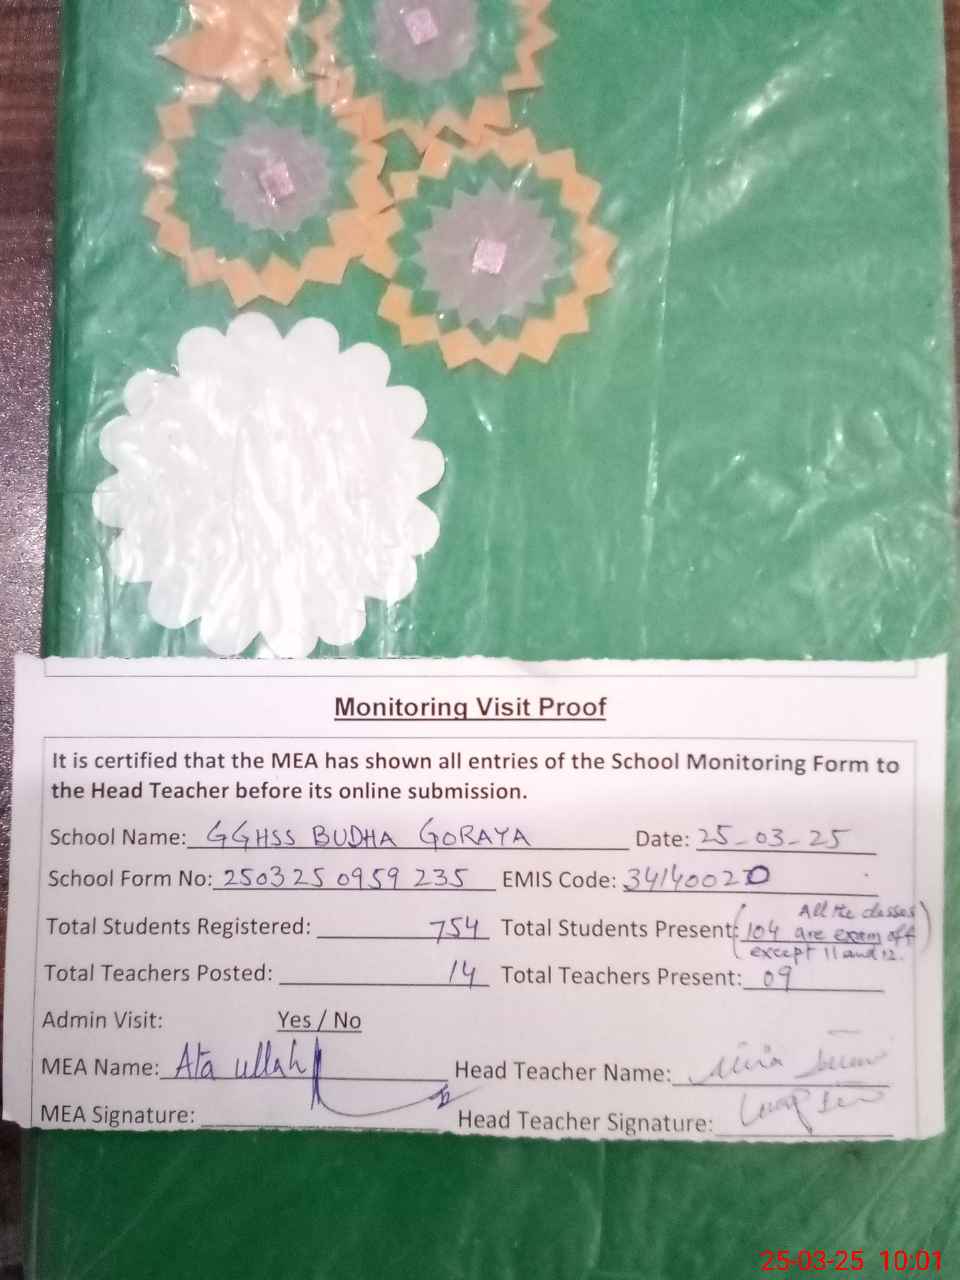 Monitoring Visit Proof
It is certified that the MEA has shown all entries of the School Monitoring Form to
the Head Teacher before its online submission.
School Name: GGHSS BUDHA GORAYA Date: 25-03-25
School Form No: 250325 0959 235 EMIS Code: 34140020
Total Students Registered: 754 Total Students Present: 104 (All the classes
are exam off
except 11 and 12.)
Total Teachers Posted: 14 Total Teachers Present: 09
Admin Visit: Yes / No
MEA Name: Ata ullah Head Teacher Name:
MEA Signature: Head Teacher Signature:
25-03-25 10:01